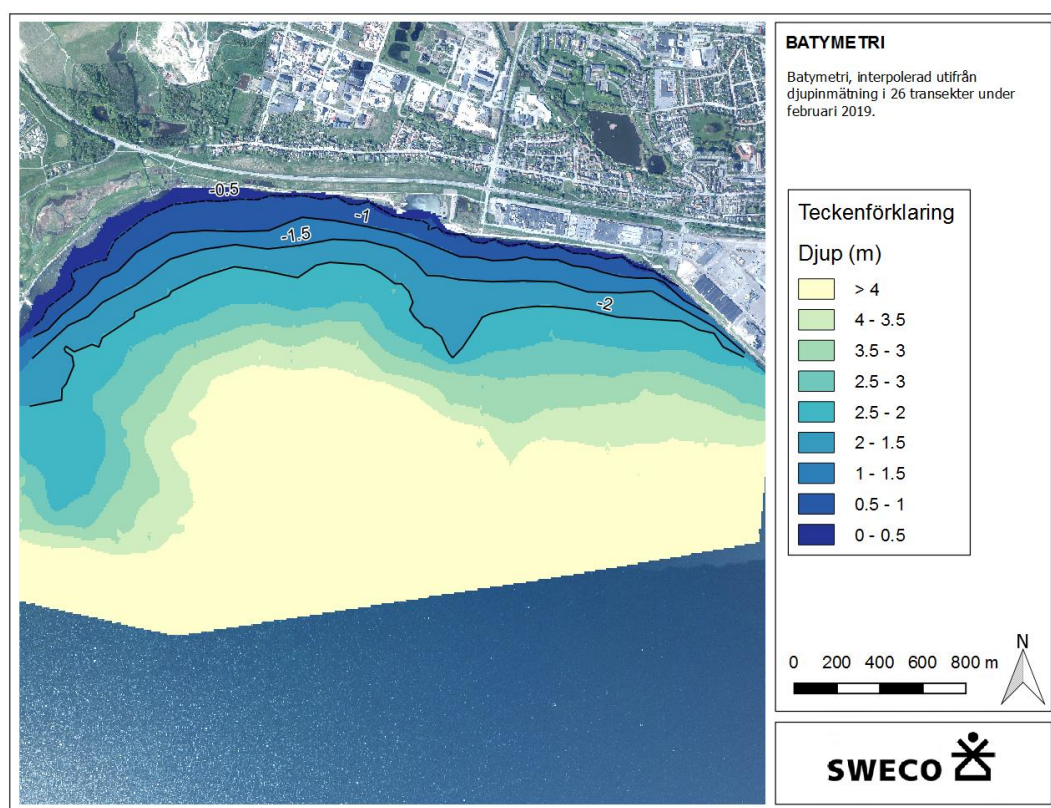 BATYMETRI
Batymetri, interpolerad utifrån
djupinmätning i 26 transekter under
februari 2019.
Teckenförklaring
Djup (m)
> 4
4 - 3.5
3.5 - 3
2.5 - 3
2.5 - 2
2 - 1.5
1 - 1.5
0.5 - 1
0 - 0.5
-0.5
-1
-1.5
-2
0 200 400 600 800 m
N
SWECO